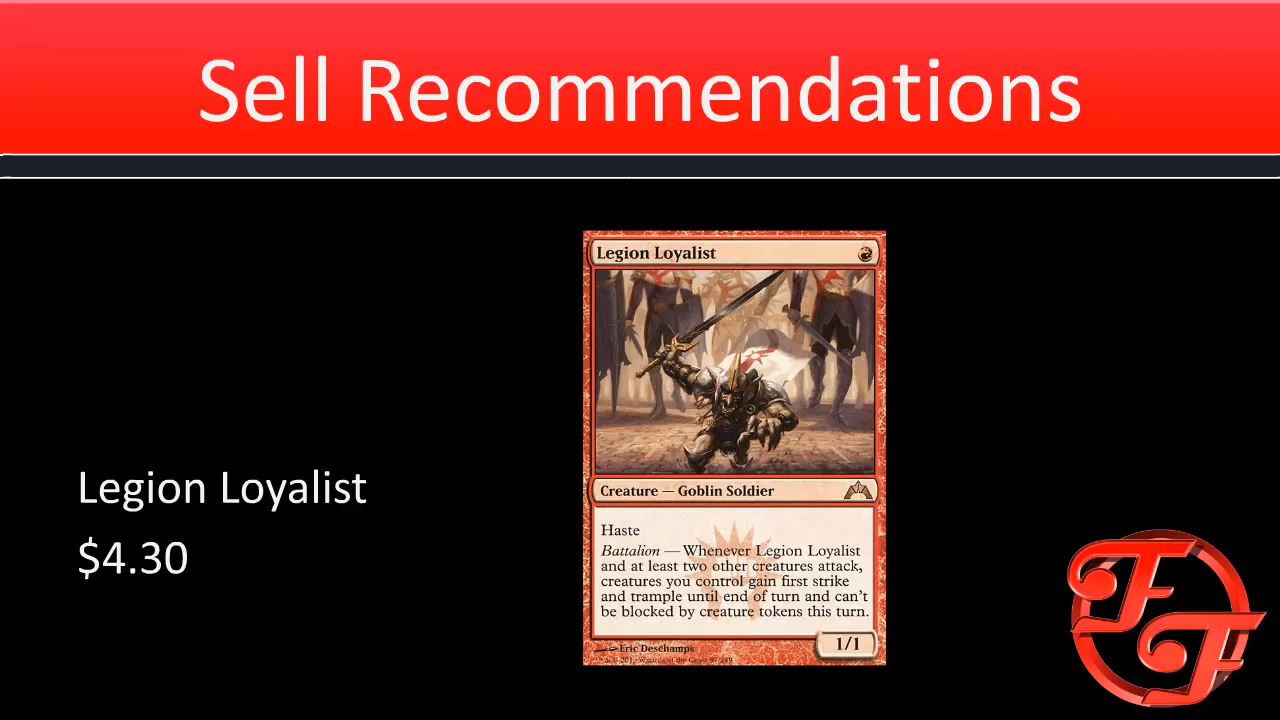 Sell Recommendations
Legion Loyalist
Creature — Goblin Soldier
Haste
Battalion — Whenever Legion Loyalist
and at least two other creatures attack,
creatures you control gain first strike
and trample until end of turn and can't
be blocked by creature tokens this turn.
1/1
Eric Deschamps
Legion Loyalist
$4.30
FF